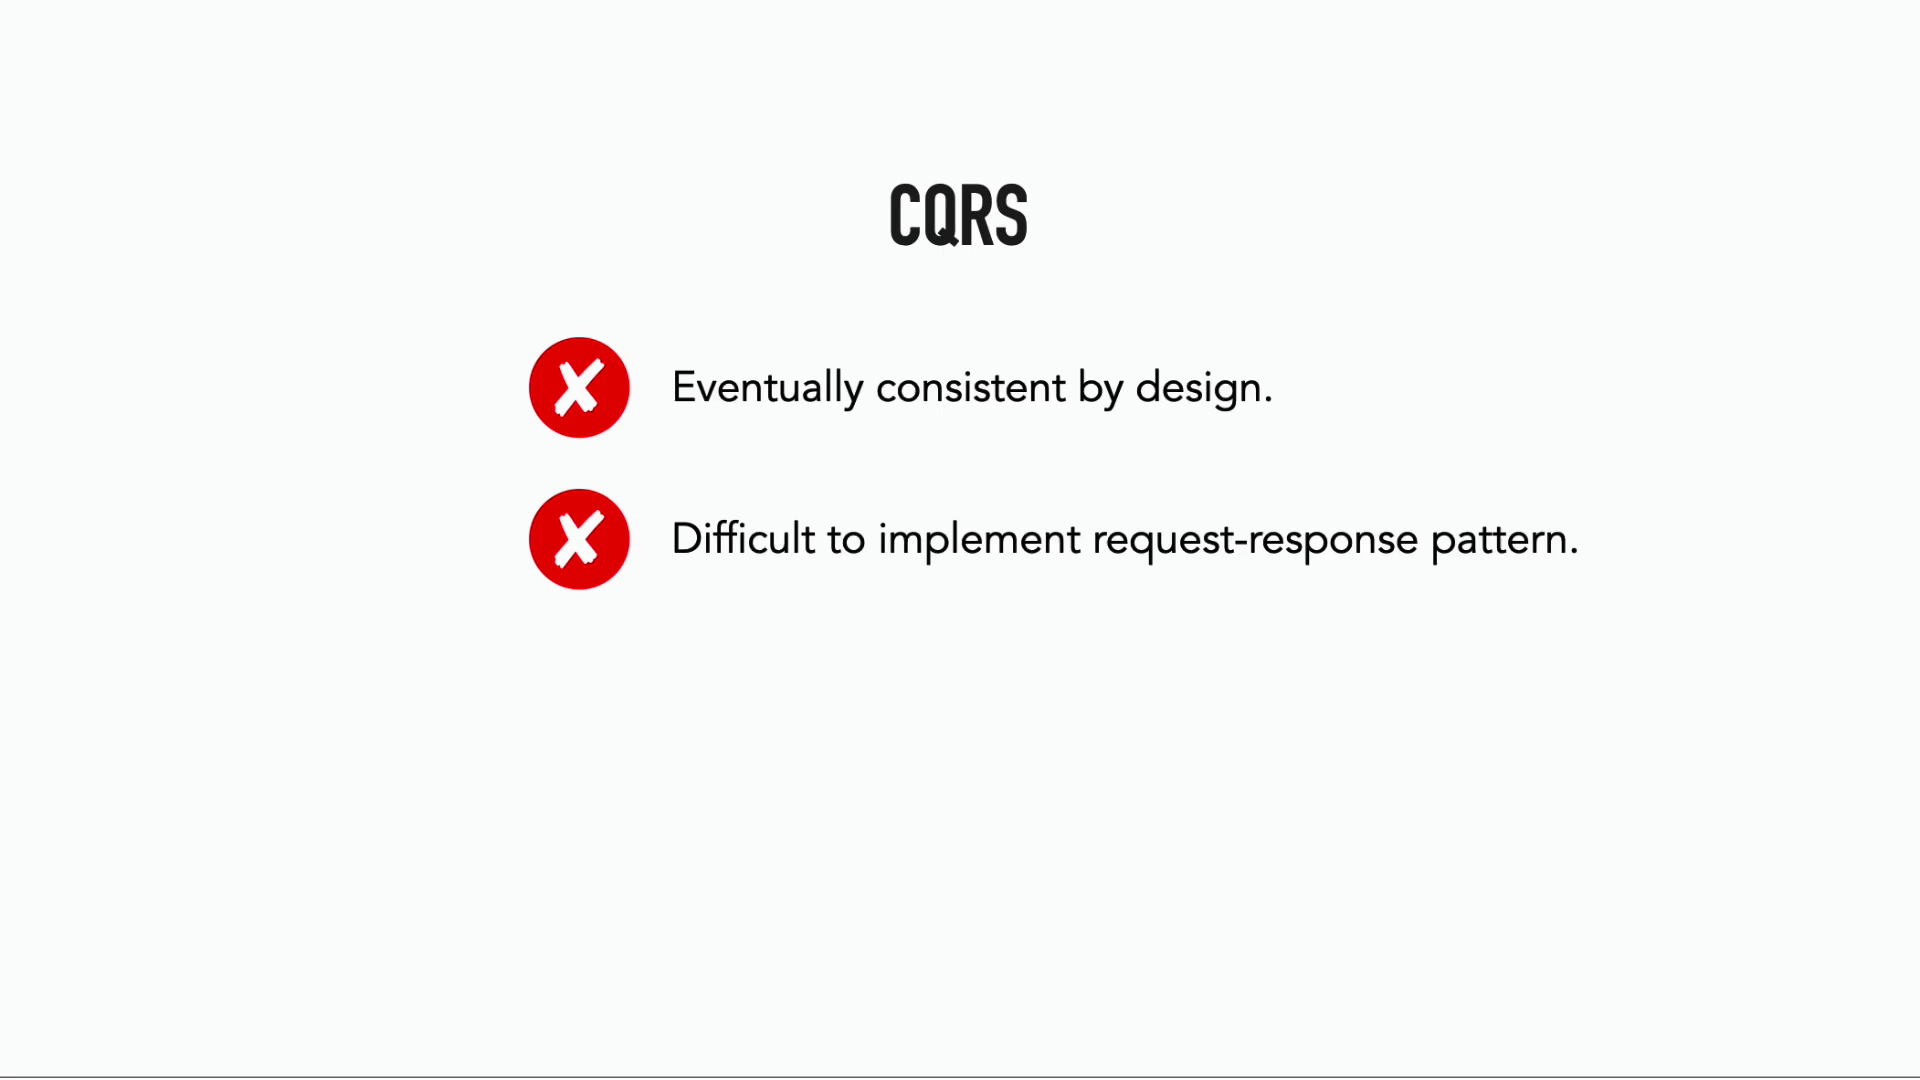 CQRS
Eventually consistent by design.
Difficult to implement request-response pattern.